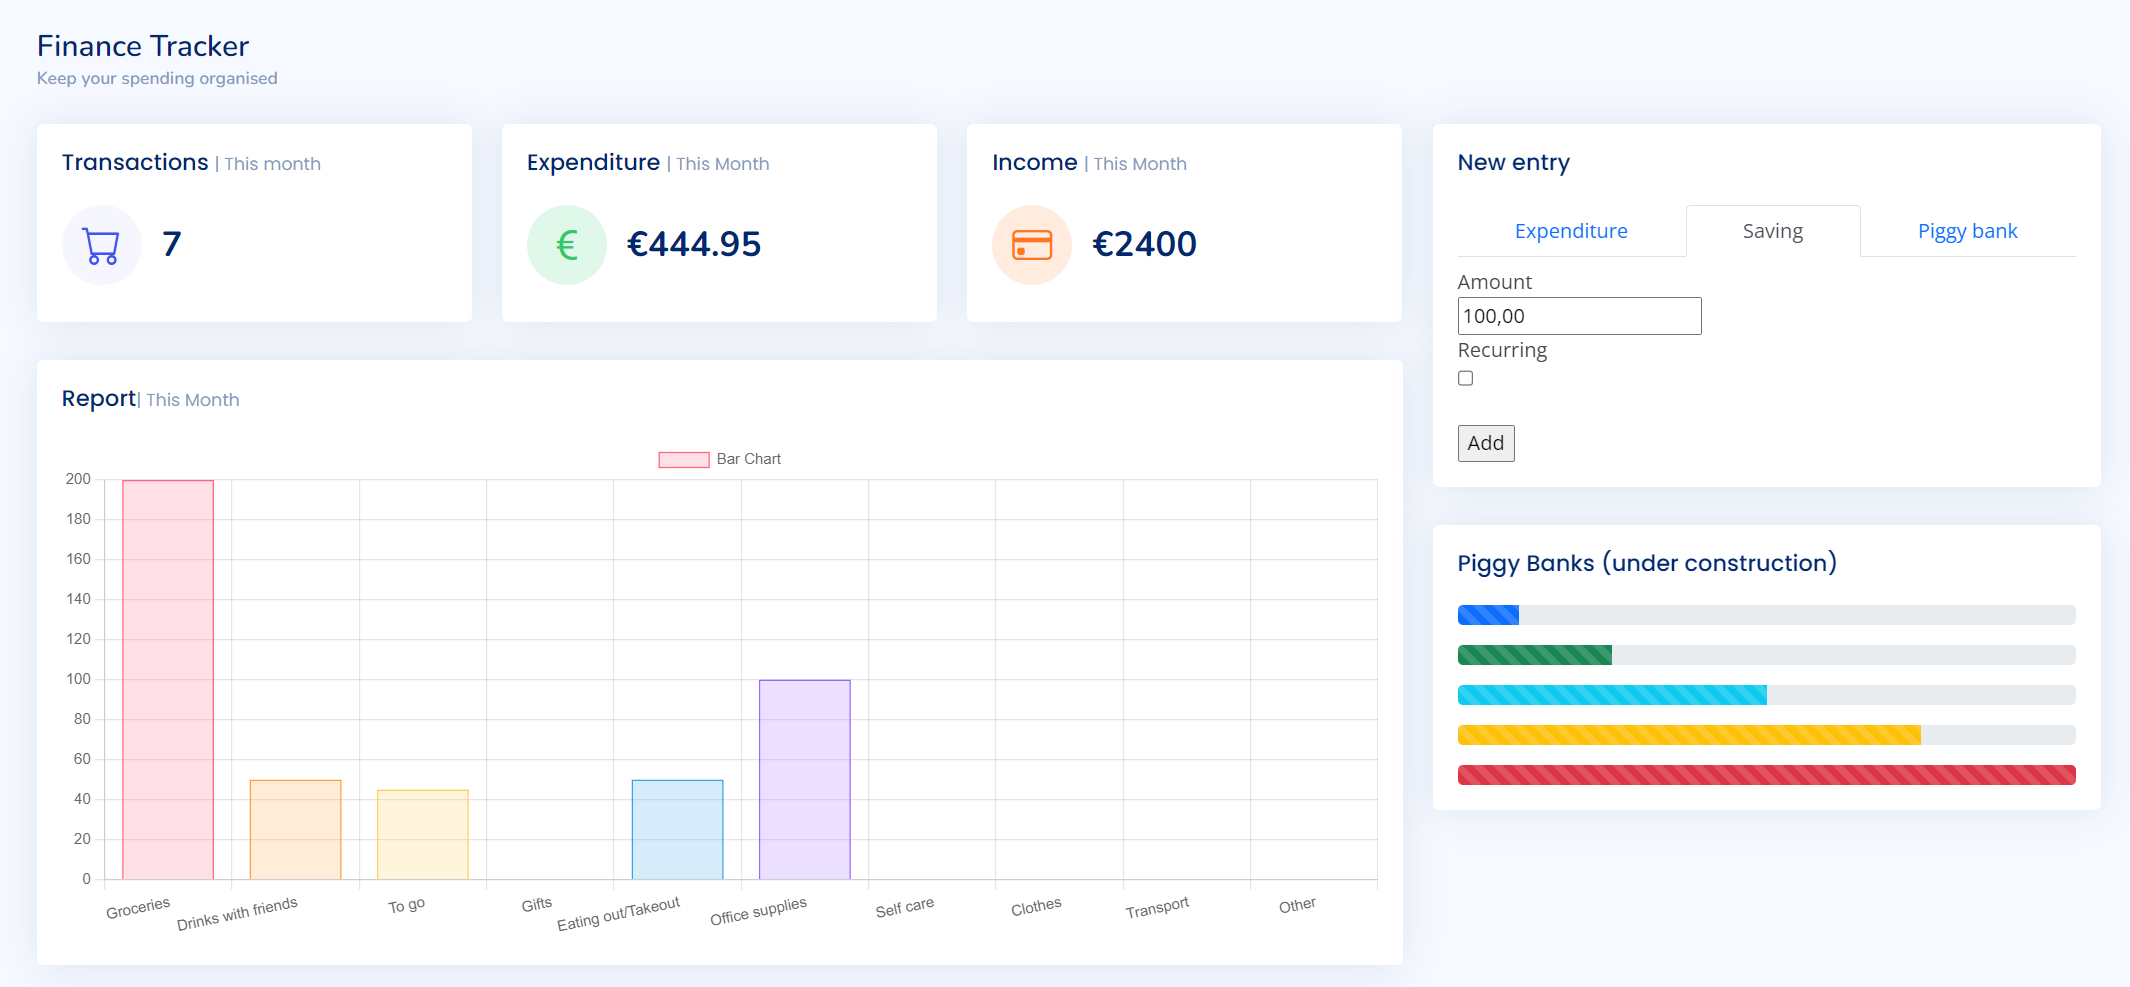 Finance Tracker
Keep your spending organised
Transactions | This month
7
Expenditure | This Month
€
€444.95
Income | This Month
€2400
Report| This Month
Bar Chart
200
180
160
140
120
100
80
60
40
20
0
Groceries
Drinks with friends
To go
Gifts
Eating out/Takeout
Office supplies
Self care
Clothes
Transport
Other
New entry
Expenditure Saving Piggy bank
Amount
100,00
Recurring
Add
Piggy Banks (under construction)